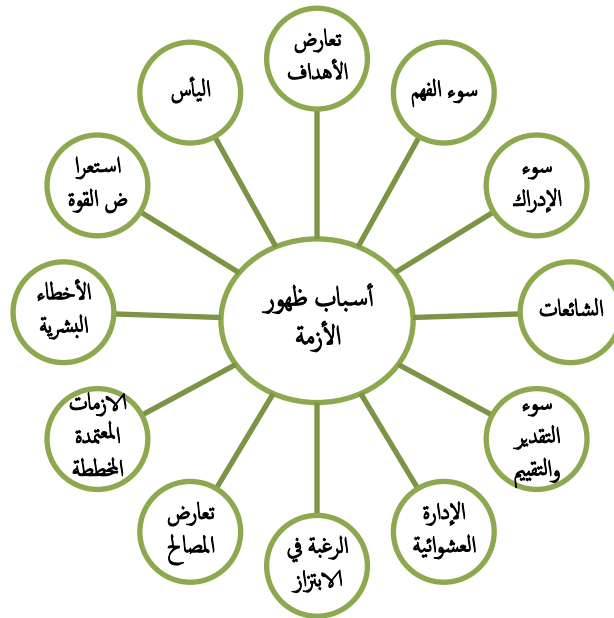 أسباب ظهور
الأزمة
تعارض
الأهداف
سوء الفهم
سوء
الإدراك
الشائعات
سوء
التقدير
والتقييم
الإدارة
العشوائية
الرغبة في
الابتزاز
تعارض
المصالح
الازمات
المعتمدة
المخططة
الأخطاء
البشرية
استعرا
ض القوة
اليأس